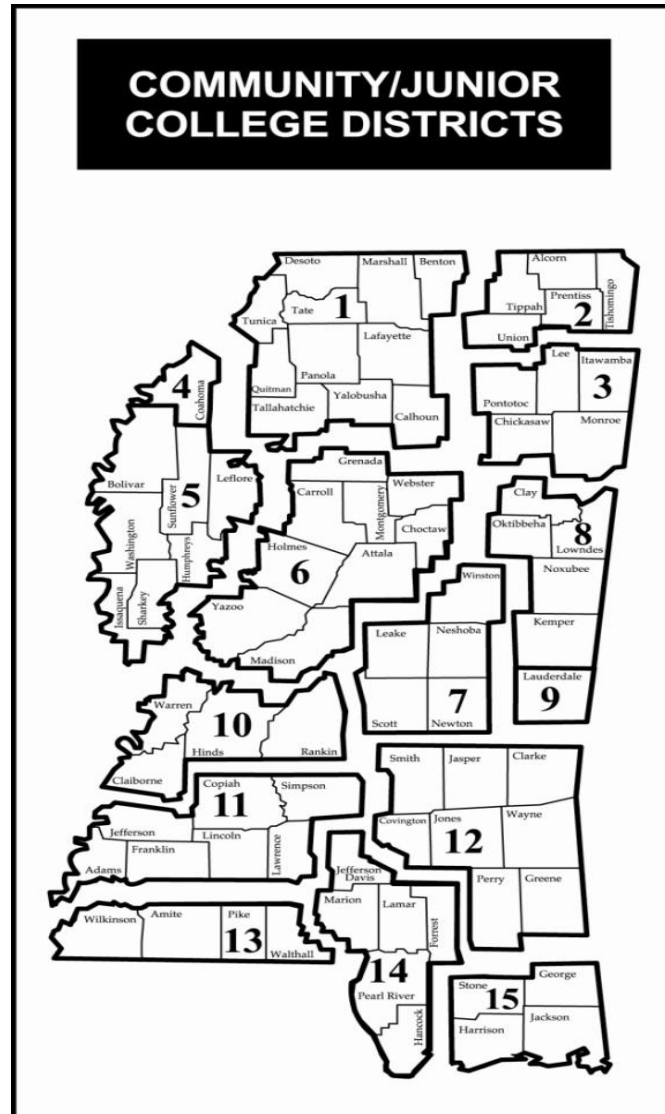 COMMUNITY/JUNIOR
COLLEGE DISTRICTS
Desoto
Marshall
Benton
Tunica
Tate
1
Lafayette
Panola
Quitman
Tallahatchie
Yalobusha
Calhoun
Alcorn
Tippah
Prentiss
Tishomingo
2
Union
Lee
Itawamba
3
Pontotoc
Chickasaw
Monroe
4
Coahoma
Bolivar
5
Sunflower
Leflore
Washington
Humphreys
Issaquena
Sharkey
Grenada
Carroll
Montgomery
Webster
Choctaw
Holmes
6
Attala
Yazoo
Madison
Winston
Leake
Neshoba
7
Scott
Newton
Clay
Oktibbeha
8
Lowndes
Noxubee
Kemper
Lauderdale
9
Warren
10
Hinds
Rankin
Claiborne
Copiah
Simpson
11
Jefferson
Lincoln
Lawrence
Franklin
Adams
Smith
Jasper
Clarke
Covington
Jones
Wayne
12
Perry
Greene
Wilkinson
Amite
Pike
13
Walthall
Jefferson
Davis
Marion
Lamar
Forrest
14
Pearl River
Hancock
Stone
George
15
Harrison
Jackson